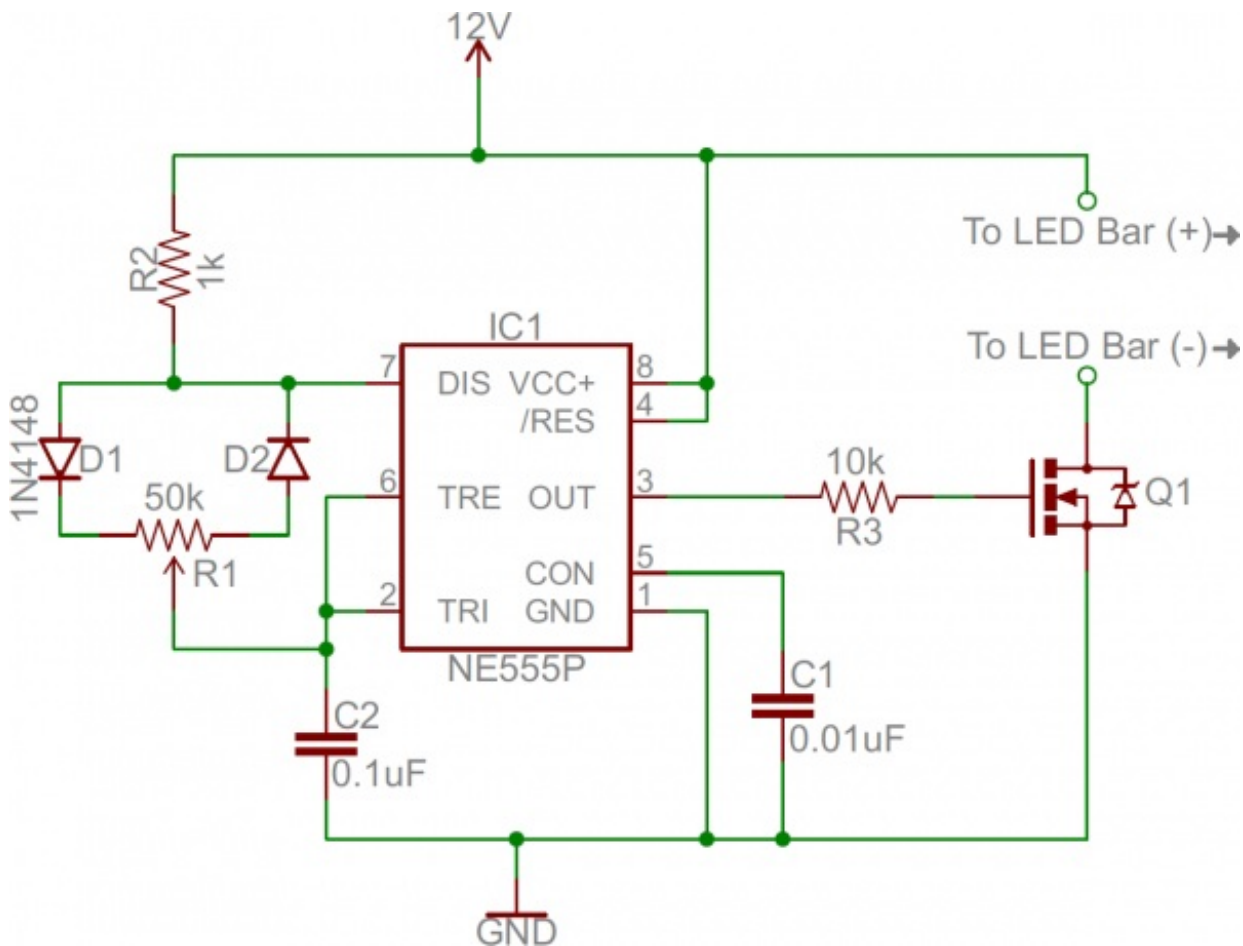 12V
To LED Bar (+)
R2
1k
IC1
To LED Bar (-)
7
DIS
VCC+
8
/RES
4
1N4148
D1
D2
50k
R1
6
TRE
OUT
3
10k
R3
Q1
CON
5
2
TRI
GND
1
NE555P
C2
0.1uF
C1
0.01uF
GND